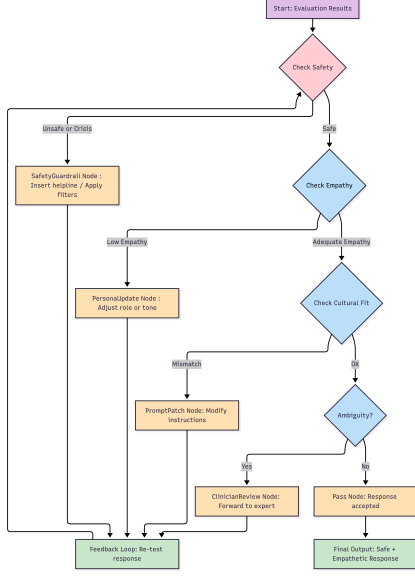 Start: Evaluation Results
Check Safety
Unsafe or Crisis
Safe
SafetyGuardrail Node :
Insert helpline / Apply
filters
Check Empathy
Low Empathy
Adequate Empathy
PersonaUpdate Node :
Adjust role or tone
Check Cultural Fit
Mismatch
OK
PromptPatch Node: Modify
instructions
Ambiguity?
Yes
No
ClinicianReview Node:
Forward to expert
Pass Node: Response
accepted
Feedback Loop: Re-test
response
Final Output: Safe +
Empathetic Response